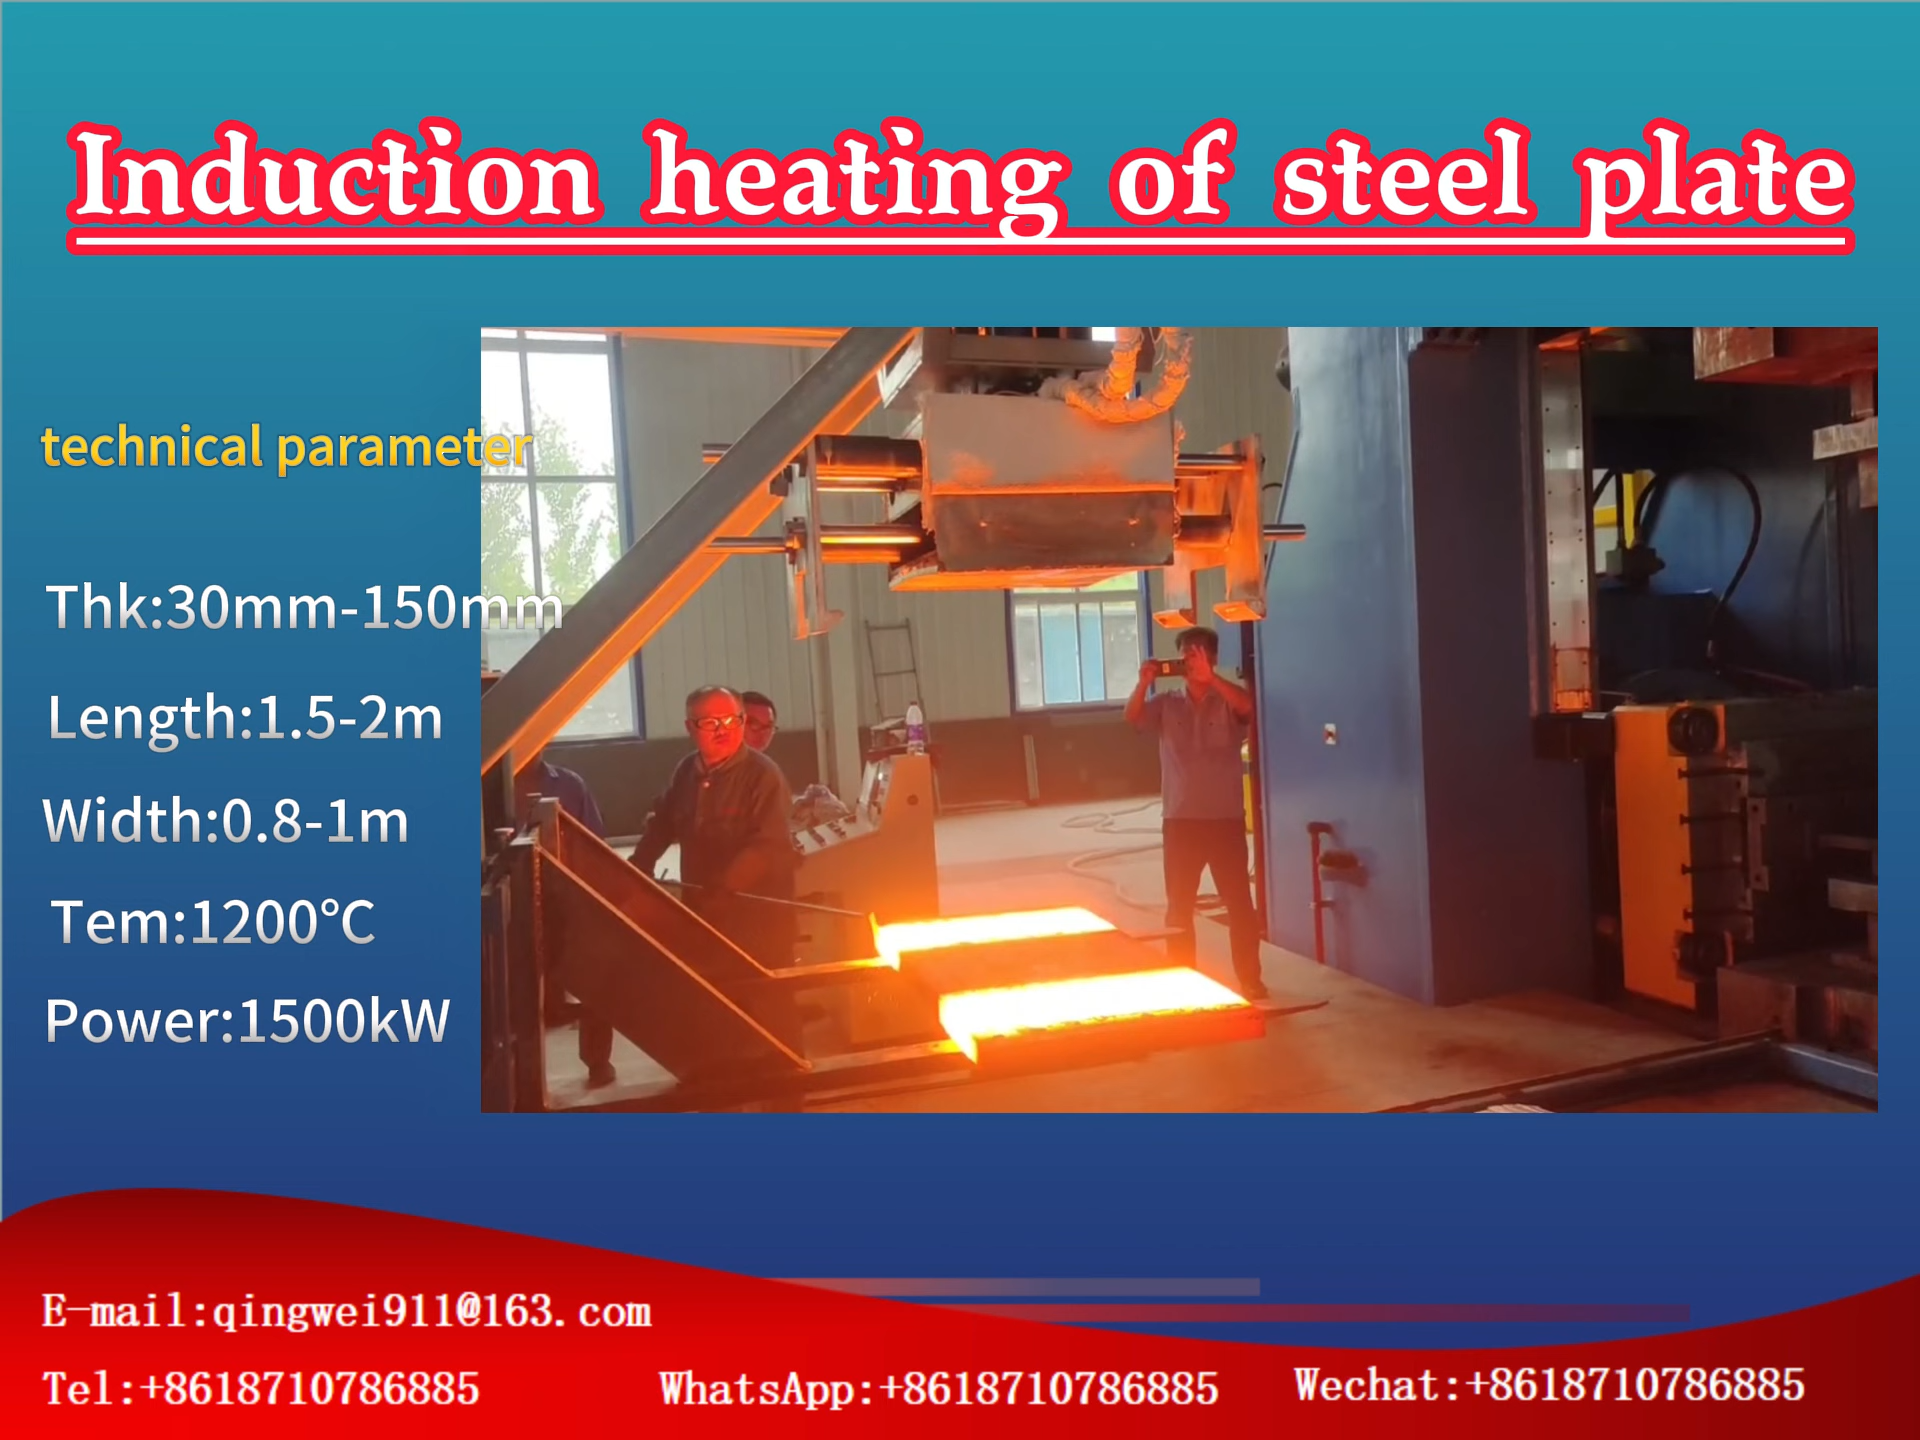 Induction heating of steel plate
technical parameter
Thk:30mm-150mm
Length:1.5-2m
Width:0.8-1m
Tem:1200℃
Power:1500kW
E-mail:qingwei911@163.com
Tel:+8618710786885
WhatsApp:+8618710786885
Wechat:+8618710786885